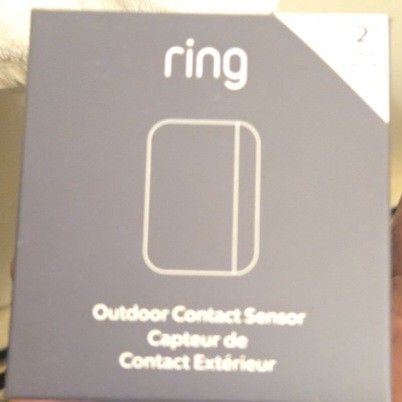 ring
2
Outdoor Contact Sensor
Capteur de
Contact Extérieur